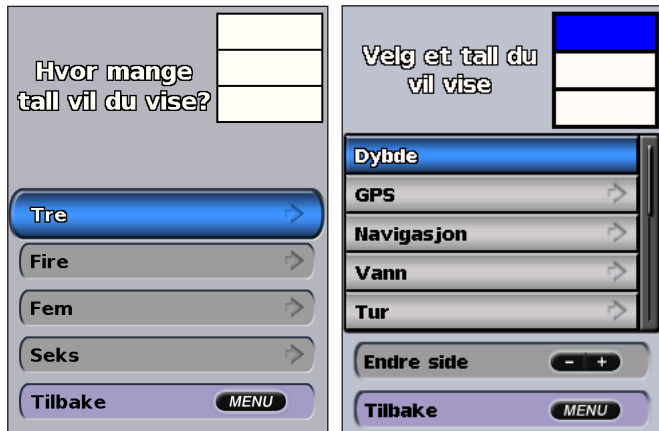 Hvor mange
tall vil du vise?
Tre
Fire
Fem
Seks
Tilbake MENU
Velg et tall du
vil vise
Dybde
GPS
Navigasjon
Vann
Tur
Endre side - +
Tilbake MENU